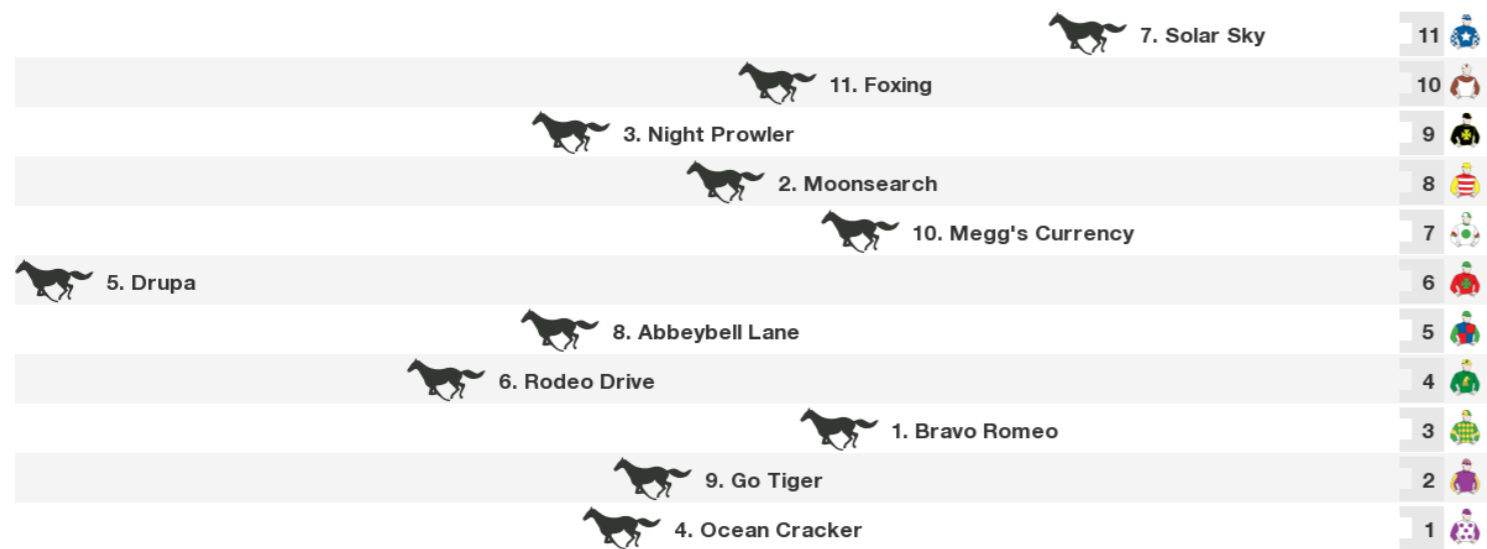 7. Solar Sky 11
11. Foxing 10
3. Night Prowler 9
2. Moonsearch 8
10. Megg's Currency 7
5. Drupa 6
8. Abbeybell Lane 5
6. Rodeo Drive 4
1. Bravo Romeo 3
9. Go Tiger 2
4. Ocean Cracker 1